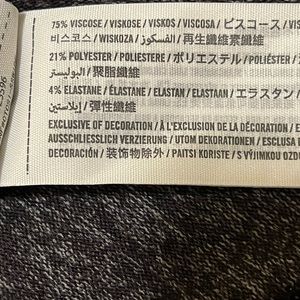 75% VISCOSE / VISKOSE / VISKOS / VISCOSA / ビスコース /
비스코스 / WISKOZA / الفسكوز / 再生纖維素纖維
21% POLYESTER / POLIESTERE / ポリエステル / POLIÉSTER /
البوليستر / 聚脂纖維
4% ELASTANE / ÉLASTANE / ELASTAN / ELASTAAN / エラスタン /
إيلاستين / 彈性纖維
EXCLUSIVE OF DECORATION / À L'EXCLUSION DE LA DÉCORATION /
AUSSCHLIESSLICH VERZIERUNG / UTOM DEKORATIONEN / ESCLUSA
DECORACIÓN / 装饰物除外 / PAITSI KORISTE / S VÝJIMKOU OZD
5296